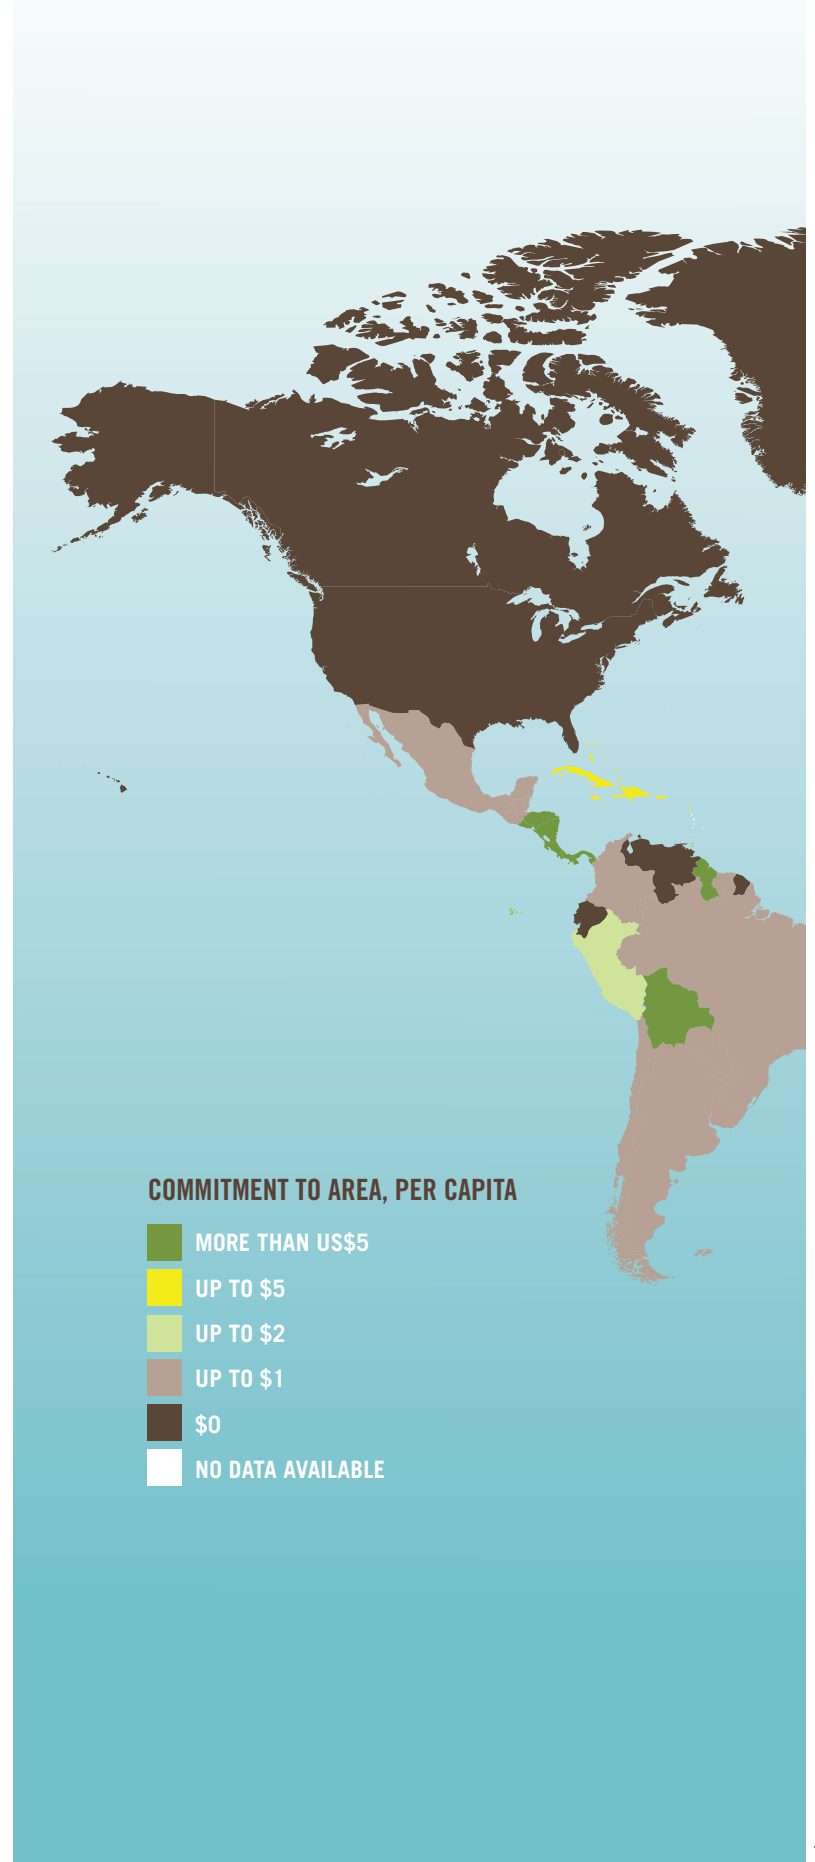 COMMITMENT TO AREA, PER CAPITA
MORE THAN US$5
UP TO $5
UP TO $2
UP TO $1
$0
NO DATA AVAILABLE